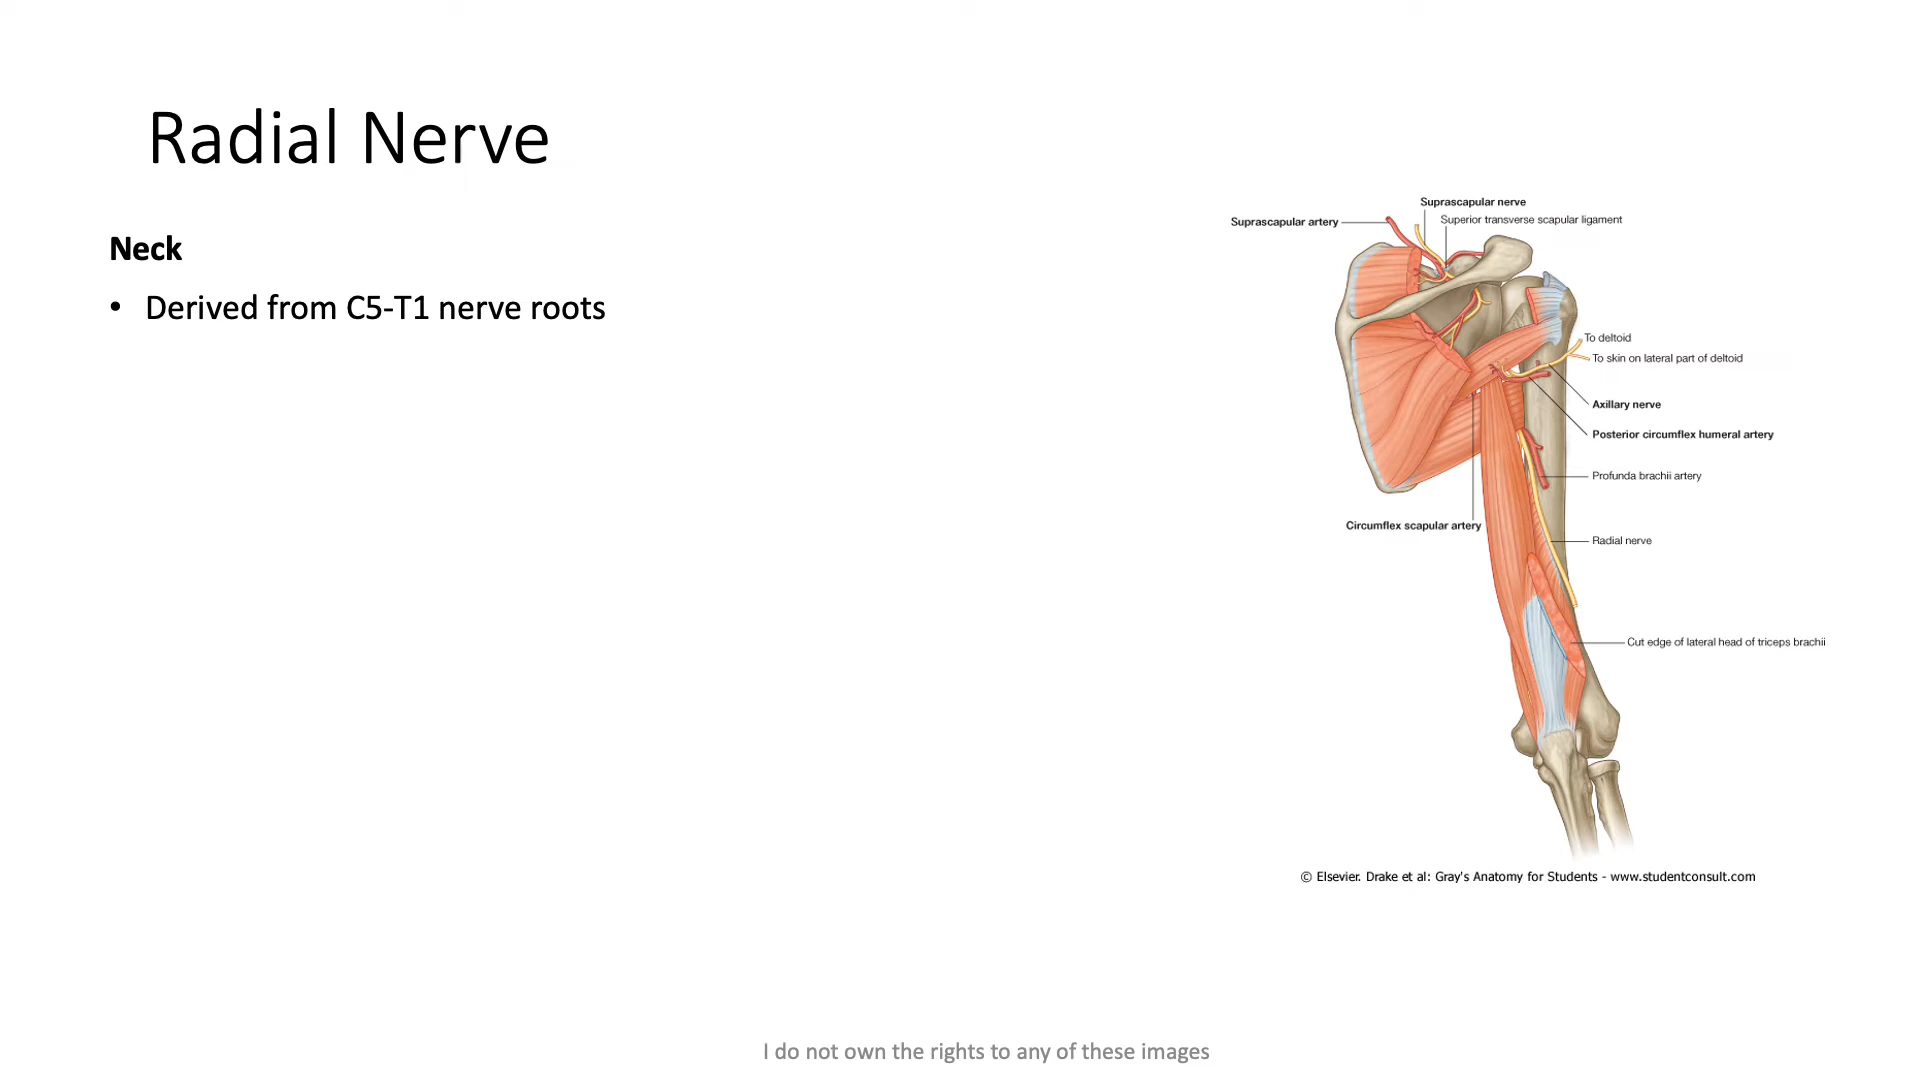 Radial Nerve
Neck
• Derived from C5-T1 nerve roots
Suprascapular nerve
Suprascapular artery
Superior transverse scapular ligament
To deltoid
To skin on lateral part of deltoid
Axillary nerve
Posterior circumflex humeral artery
Profunda brachii artery
Circumflex scapular artery
Radial nerve
Cut edge of lateral head of triceps brachii
© Elsevier. Drake et al: Gray's Anatomy for Students - www.studentconsult.com
I do not own the rights to any of these images